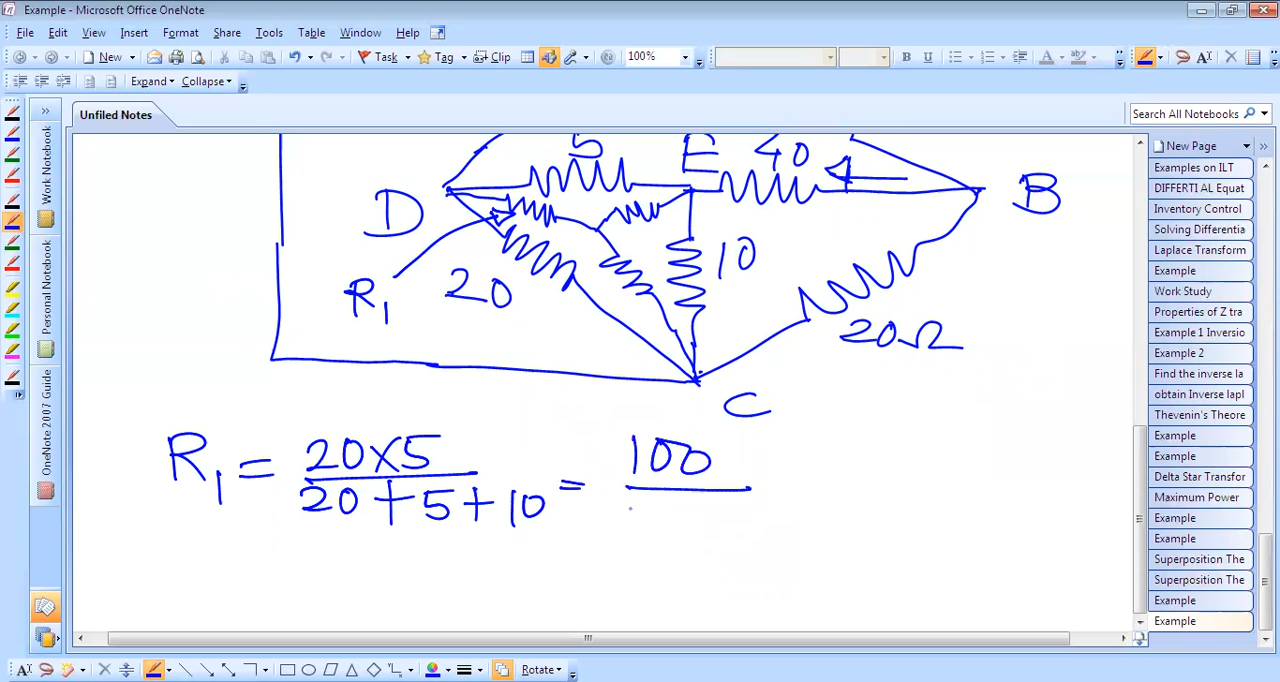 Example - Microsoft Office OneNote
File Edit View Insert Format Share Tools Table Window Help
New Task Tag Clip 100% B U
Expand Collapse
Unfiled Notes
Search All Notebooks
New Page
Examples on ILT
DIFFERTI AL Equat
Inventory Control
Solving Differentia
Laplace Transform
Example
Work Study
Properties of Z tra
Example 1 Inversio
Example 2
Find the inverse la
obtain Inverse lapl
Thevenin's Theore
Example
Example
Delta Star Transfor
Maximum Power
Example
Example
Superposition The
Superposition The
Example
Example
Work Notebook
Personal Notebook
OneNote 2007 Guide
5 E 40
D B
R1 20 10
20Ω
C
R1 = 20×5 / 20+5+10 = 100
Rotate